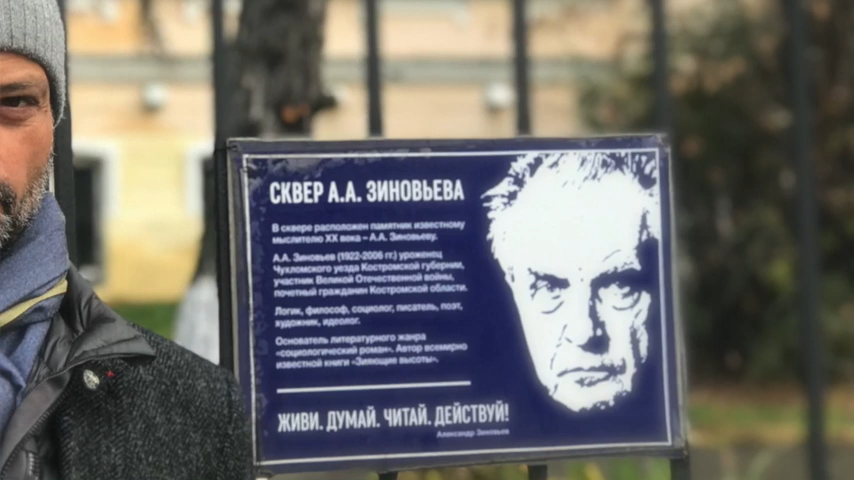 СКВЕР А.А. ЗИНОВЬЕВА
В сквере расположен памятник известному
мыслителю XX века – А.А. Зиновьеву.
А.А. Зиновьев (1922-2006 гг.) уроженец
Чухломского уезда Костромской губернии,
участник Великой Отечественной войны,
почетный гражданин Костромской области.
Логик, философ, социолог, писатель, поэт,
художник, идеолог.
Основатель литературного жанра
«социологический роман». Автор всемирно
известной книги «Зияющие высоты».
ЖИВИ. ДУМАЙ. ЧИТАЙ. ДЕЙСТВУЙ!
Александр Зиновьев